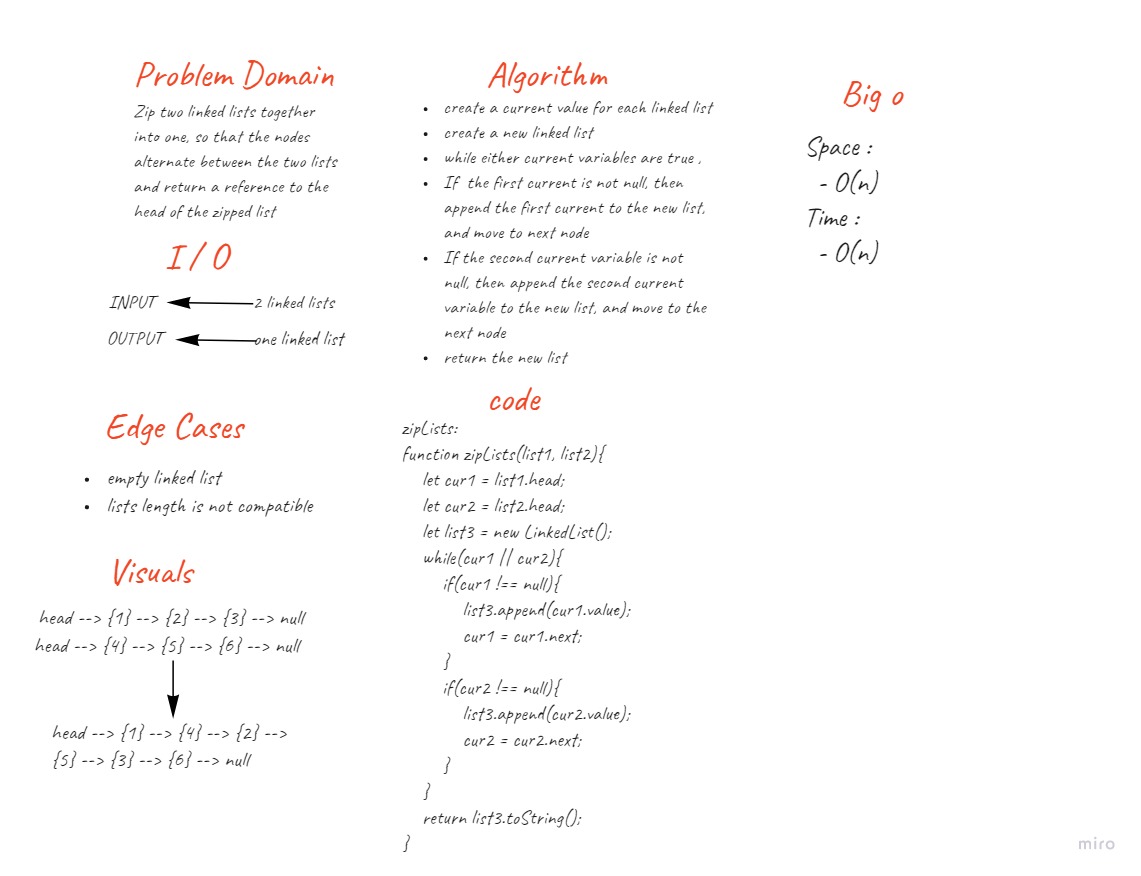 Problem Domain
Zip two linked lists together
into one, so that the nodes
alternate between the two lists
and return a reference to the
head of the zipped list
I / O
INPUT 2 linked lists
OUTPUT one linked list
Edge Cases
• empty linked list
• lists length is not compatible
Visuals
head --> {1} --> {2} --> {3} --> null
head --> {4} --> {5} --> {6} --> null
head --> {1} --> {4} --> {2} -->
{5} --> {3} --> {6} --> null
Algorithm
• create a current value for each linked list
• create a new linked list
• while either current variables are true ,
• If the first current is not null, then
append the first current to the new list,
and move to next node
• If the second current variable is not
null, then append the second current
variable to the new list, and move to the
next node
• return the new list
code
zipLists:
function zipLists(list1, list2){
let cur1 = list1.head;
let cur2 = list2.head;
let list3 = new LinkedList();
while(cur1 || cur2){
if(cur1 !== null){
list3.append(cur1.value);
cur1 = cur1.next;
}
if(cur2 !== null){
list3.append(cur2.value);
cur2 = cur2.next;
}
}
return list3.toString();
}
Big o
Space :
- O(n)
Time :
- O(n)
miro